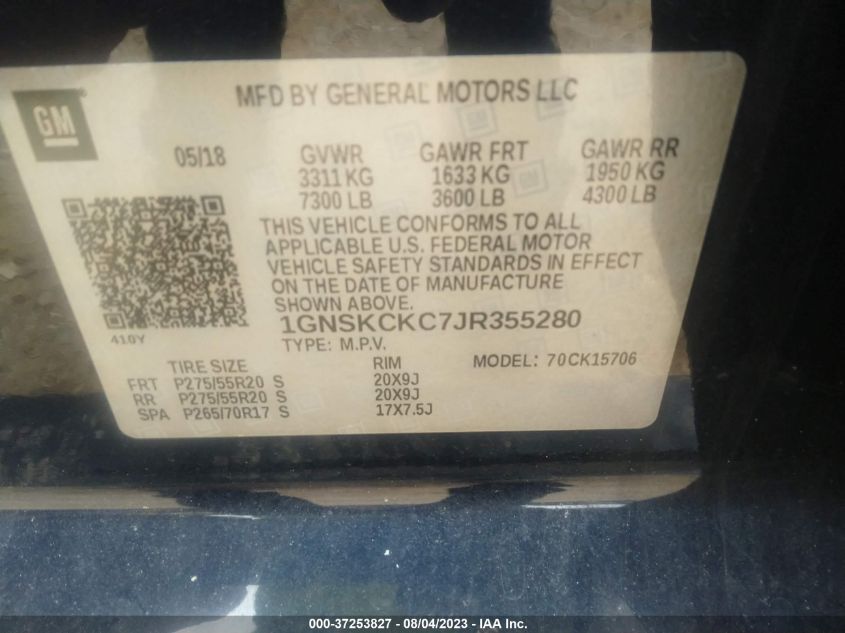 GM
MFD BY GENERAL MOTORS LLC
05/18 GVWR GAWR FRT GAWR RR
3311 KG 1633 KG 1950 KG
7300 LB 3600 LB 4300 LB
THIS VEHICLE CONFORMS TO ALL
APPLICABLE U.S. FEDERAL MOTOR
VEHICLE SAFETY STANDARDS IN EFFECT
ON THE DATE OF MANUFACTURE
SHOWN ABOVE.
1GNSKCKC7JR355280
410Y
TYPE: M.P.V.
MODEL: 70CK15706
TIRE SIZE RIM
FRT P275/55R20 S 20X9J
RR P275/55R20 S 20X9J
SPA P265/70R17 S 17X7.5J
000-37253827 - 08/04/2023 - IAA Inc.